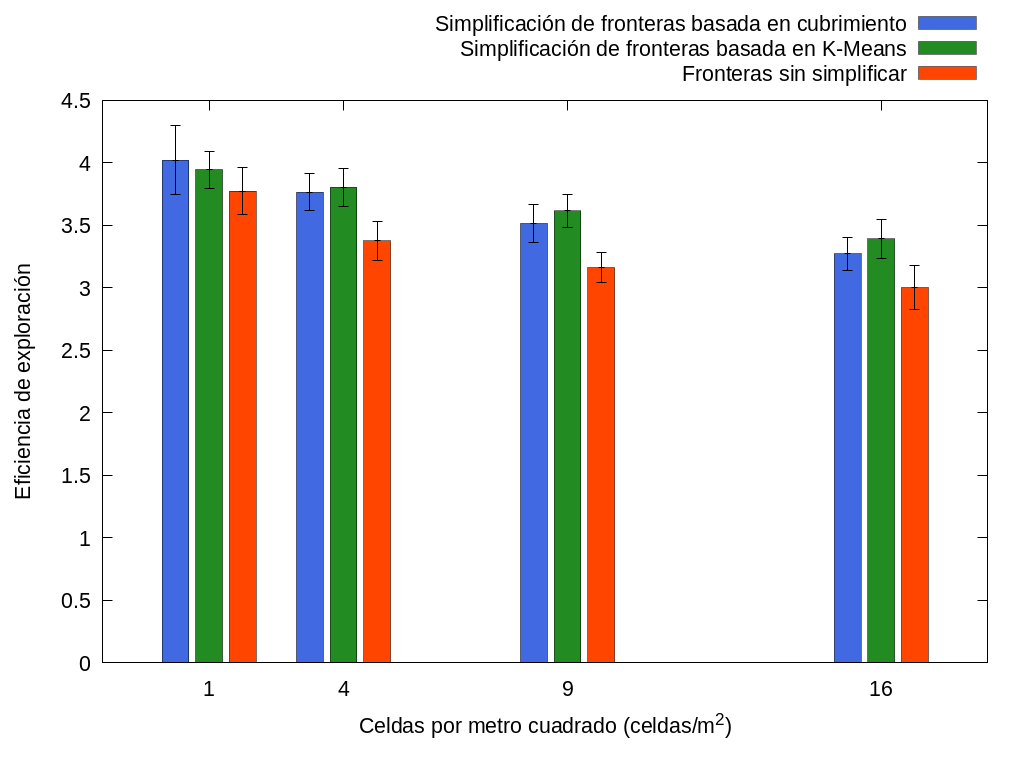 Simplificación de fronteras basada en cubrimiento
Simplificación de fronteras basada en K-Means
Fronteras sin simplificar
4.5
4
3.5
3
2.5
2
1.5
1
0.5
0
Eficiencia de exploración
1 4 9 16
Celdas por metro cuadrado (celdas/m²)